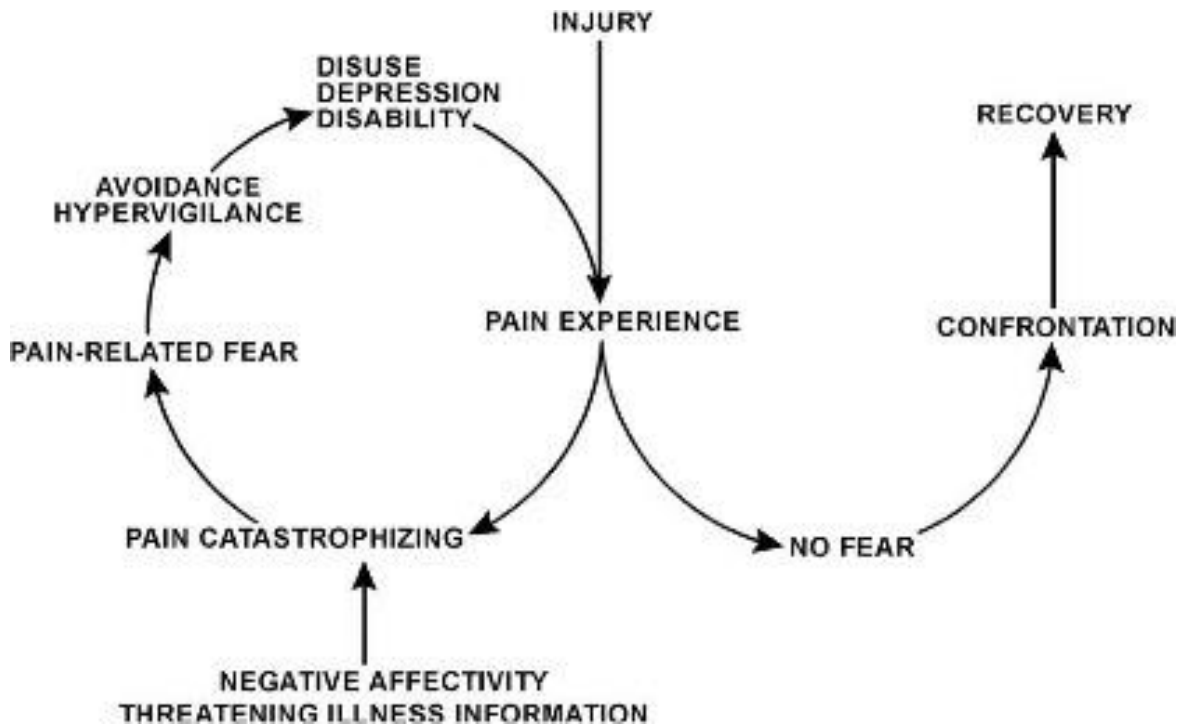 INJURY
DISUSE
DEPRESSION
DISABILITY
RECOVERY
AVOIDANCE
HYPERVIGILANCE
PAIN EXPERIENCE
CONFRONTATION
PAIN-RELATED FEAR
PAIN CATASTROPHIZING
NO FEAR
NEGATIVE AFFECTIVITY
THREATENING ILLNESS INFORMATION